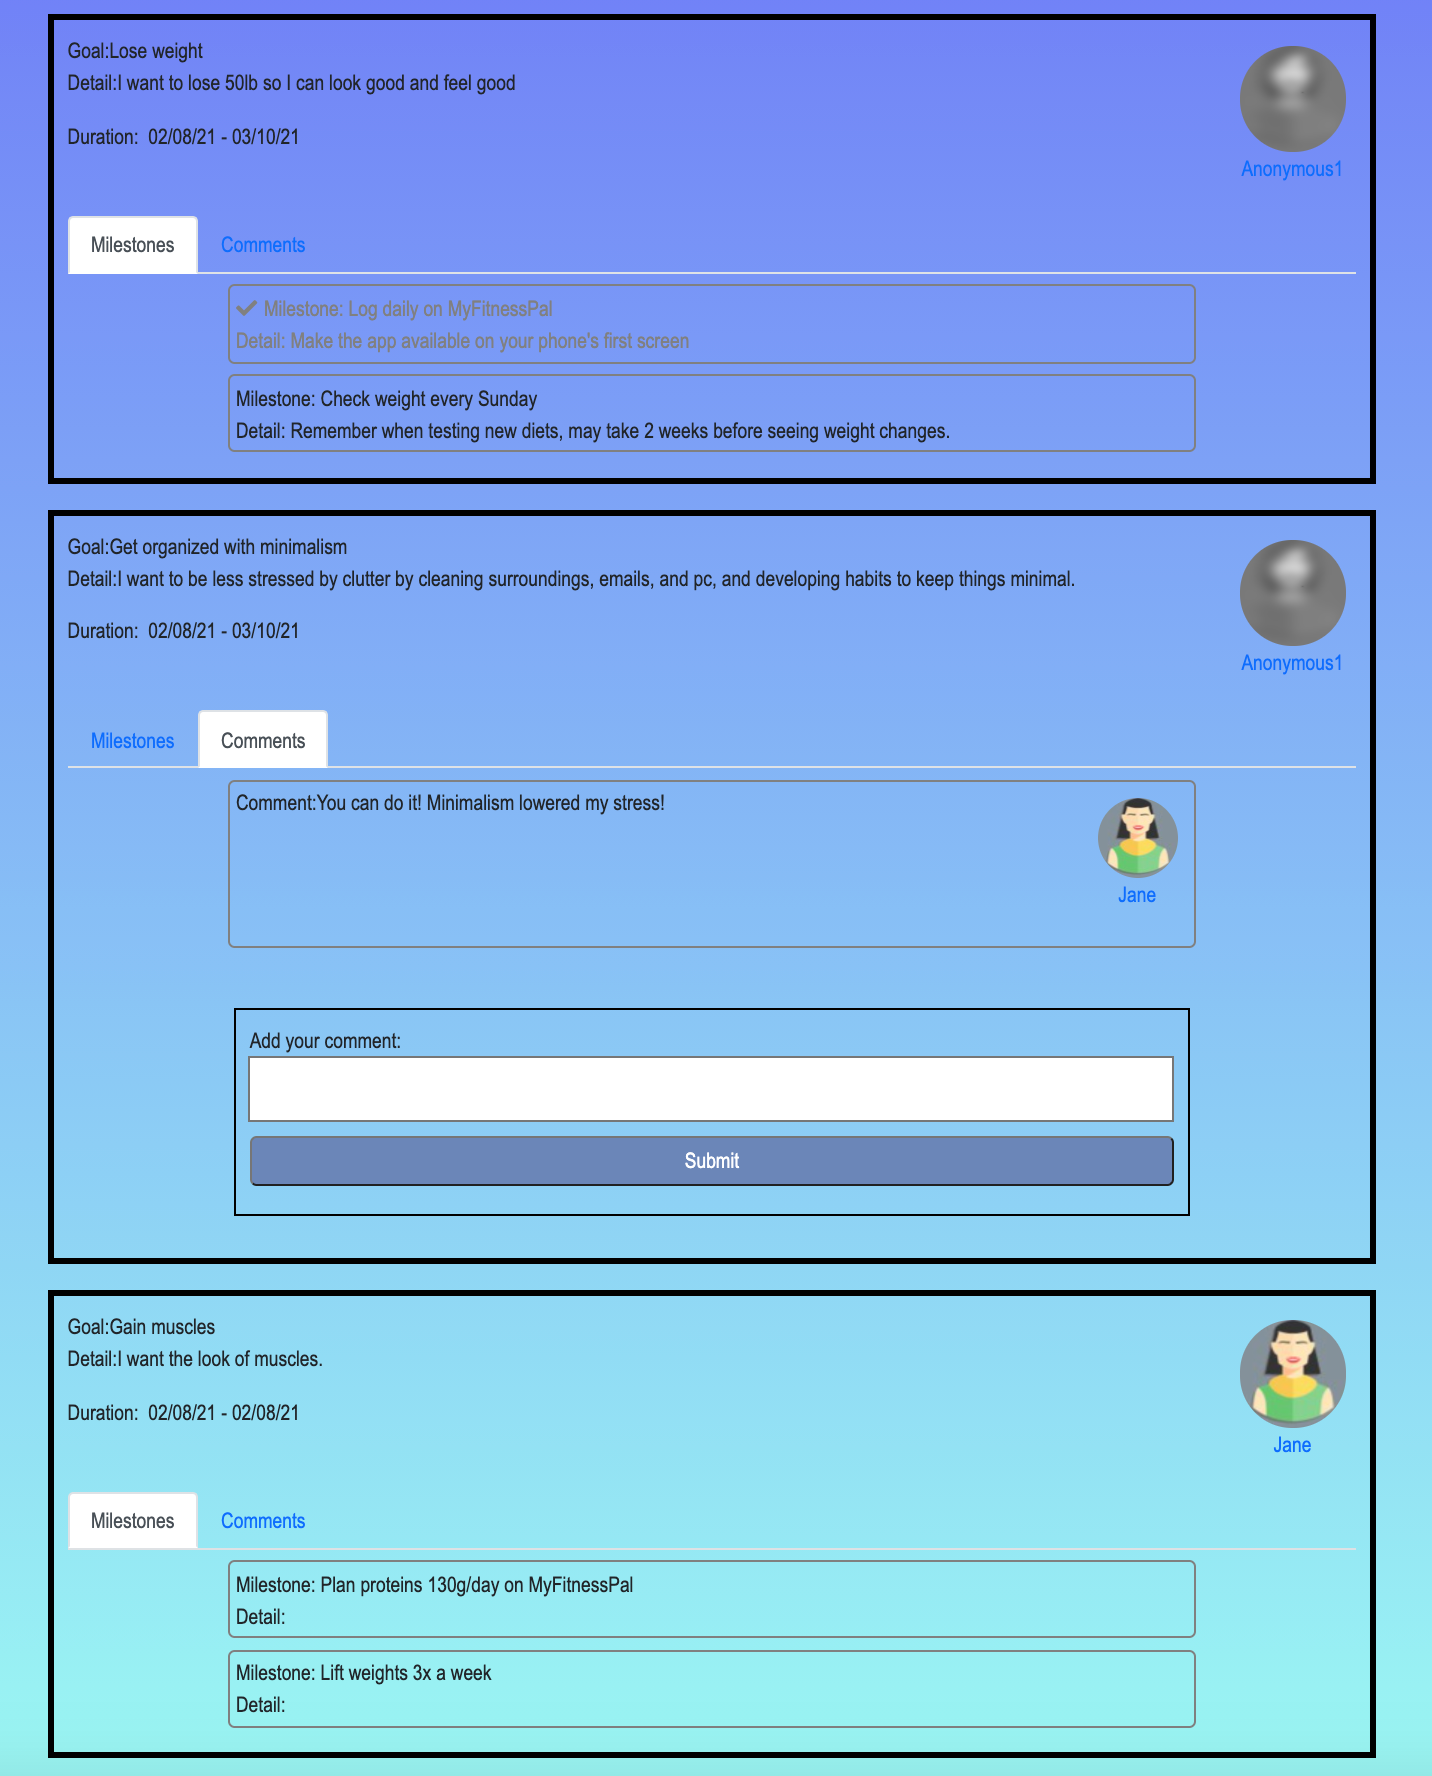 Goal:Lose weight
Detail:I want to lose 50lb so I can look good and feel good
Duration:  02/08/21 - 03/10/21
Anonymous1
Milestones Comments
Milestone: Log daily on MyFitnessPal
Detail: Make the app available on your phone's first screen
Milestone: Check weight every Sunday
Detail: Remember when testing new diets, may take 2 weeks before seeing weight changes.
Goal:Get organized with minimalism
Detail:I want to be less stressed by clutter by cleaning surroundings, emails, and pc, and developing habits to keep things minimal.
Duration:  02/08/21 - 03/10/21
Anonymous1
Milestones Comments
Comment:You can do it! Minimalism lowered my stress!
Jane
Add your comment:
Submit
Goal:Gain muscles
Detail:I want the look of muscles.
Duration:  02/08/21 - 02/08/21
Jane
Milestones Comments
Milestone: Plan proteins 130g/day on MyFitnessPal
Detail:
Milestone: Lift weights 3x a week
Detail: